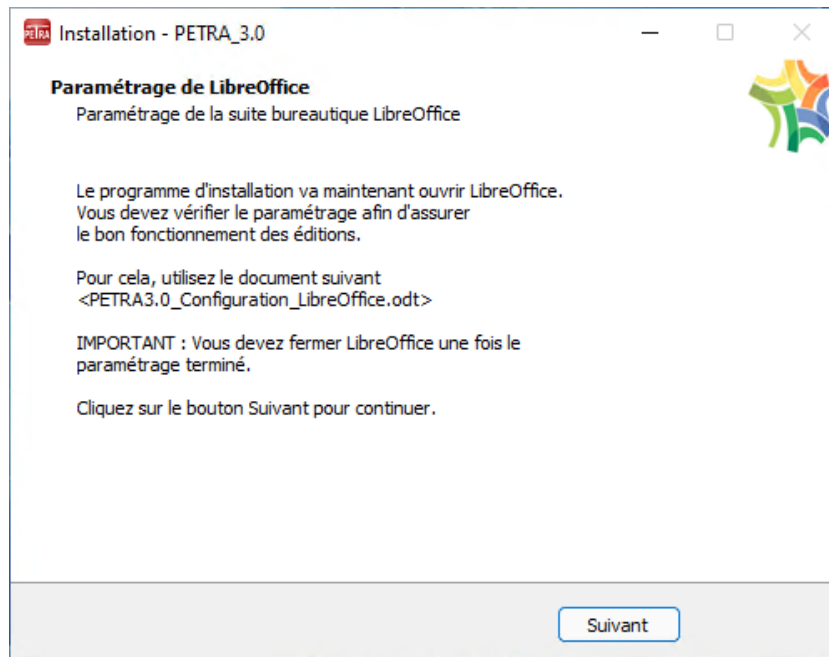 PETRA Installation - PETRA_3.0
Paramétrage de LibreOffice
Paramétrage de la suite bureautique LibreOffice
Le programme d'installation va maintenant ouvrir LibreOffice.
Vous devez vérifier le paramétrage afin d'assurer
le bon fonctionnement des éditions.
Pour cela, utilisez le document suivant
<PETRA3.0_Configuration_LibreOffice.odt>
IMPORTANT : Vous devez fermer LibreOffice une fois le
paramétrage terminé.
Cliquez sur le bouton Suivant pour continuer.
Suivant